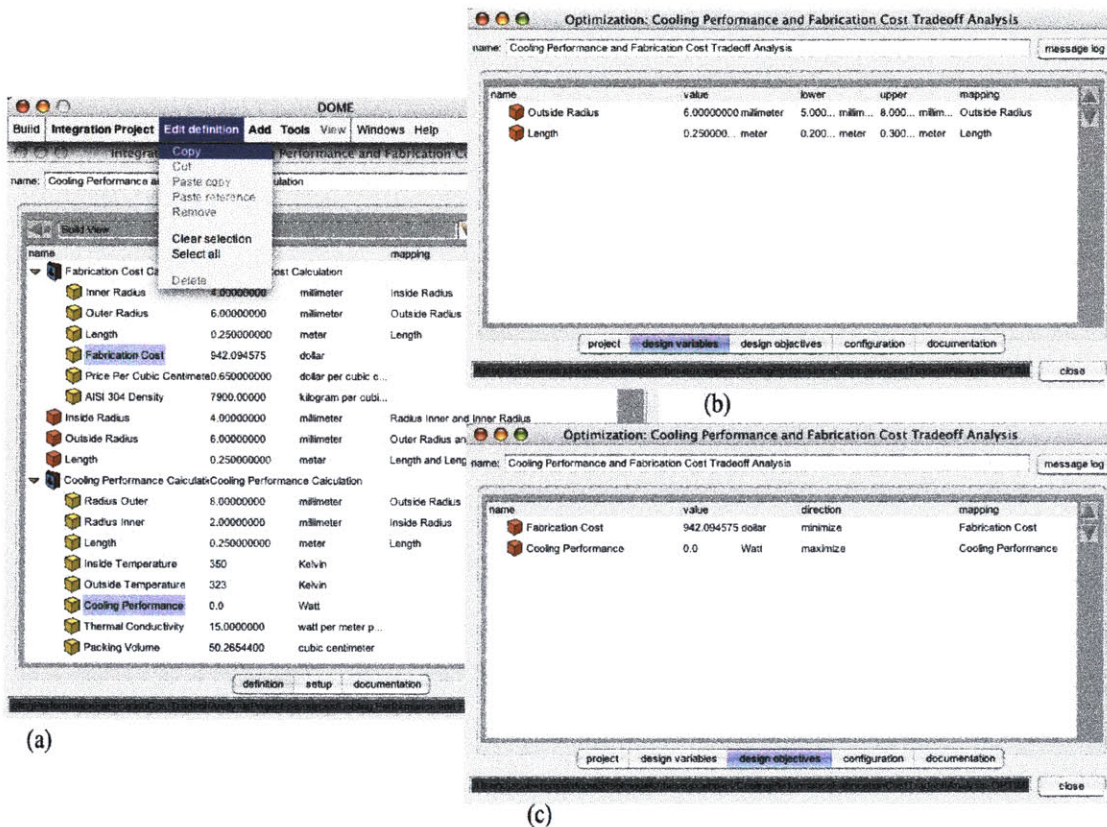 DOME
Build Integration Project Edit definition Add Tools View Windows Help
Copy
Cut
Paste copy
Paste reference
Remove
Clear selection
Select all
Delete
name: Cooling Performance
Build View
name mapping
Fabrication Cost Cost Calculation
Inner Radius 4.00000000 millimeter Inside Radius
Outer Radius 6.00000000 millimeter Outside Radius
Length 0.250000000 meter Length
Fabrication Cost 942.094575 dollar
Price Per Cubic Centimete 0.650000000 dollar per cubic c...
AISI 304 Density 7900.00000 kilogram per cubi...
Inside Radius 4.00000000 millimeter Radius Inner and Inner Radius
Outside Radius 6.00000000 millimeter Outer Radius
Length 0.250000000 meter Length and
Cooling Performance Cooling Performance Calculation
Radius Outer 8.00000000 millimeter Outside Radius
Radius Inner 2.00000000 millimeter Inside Radius
Length 0.250000000 meter Length
Inside Temperature 350 Kelvin
Outside Temperature 323 Kelvin
Cooling Performance 0.0 Watt
Thermal Conductivity 15.0000000 watt per meter p...
Packing Volume 50.2654400 cubic centimeter
definition setup documentation
(a)
Optimization: Cooling Performance and Fabrication Cost Tradeoff Analysis
name: Cooling Performance and Fabrication Cost Tradeoff Analysis message log
name value lower upper mapping
Outside Radius 6.00000000 millimeter 5.000... millim... 8.000... millim... Outside Radius
Length 0.250000... meter 0.200... meter 0.300... meter Length
project design variables design objectives configuration documentation
close
(b)
Optimization: Cooling Performance and Fabrication Cost Tradeoff Analysis
name: Cooling Performance and Fabrication Cost Tradeoff Analysis message log
name value direction mapping
Fabrication Cost 942.094575 dollar minimize Fabrication Cost
Cooling Performance 0.0 Watt maximize Cooling Performance
project design variables design objectives configuration documentation
close
(c)